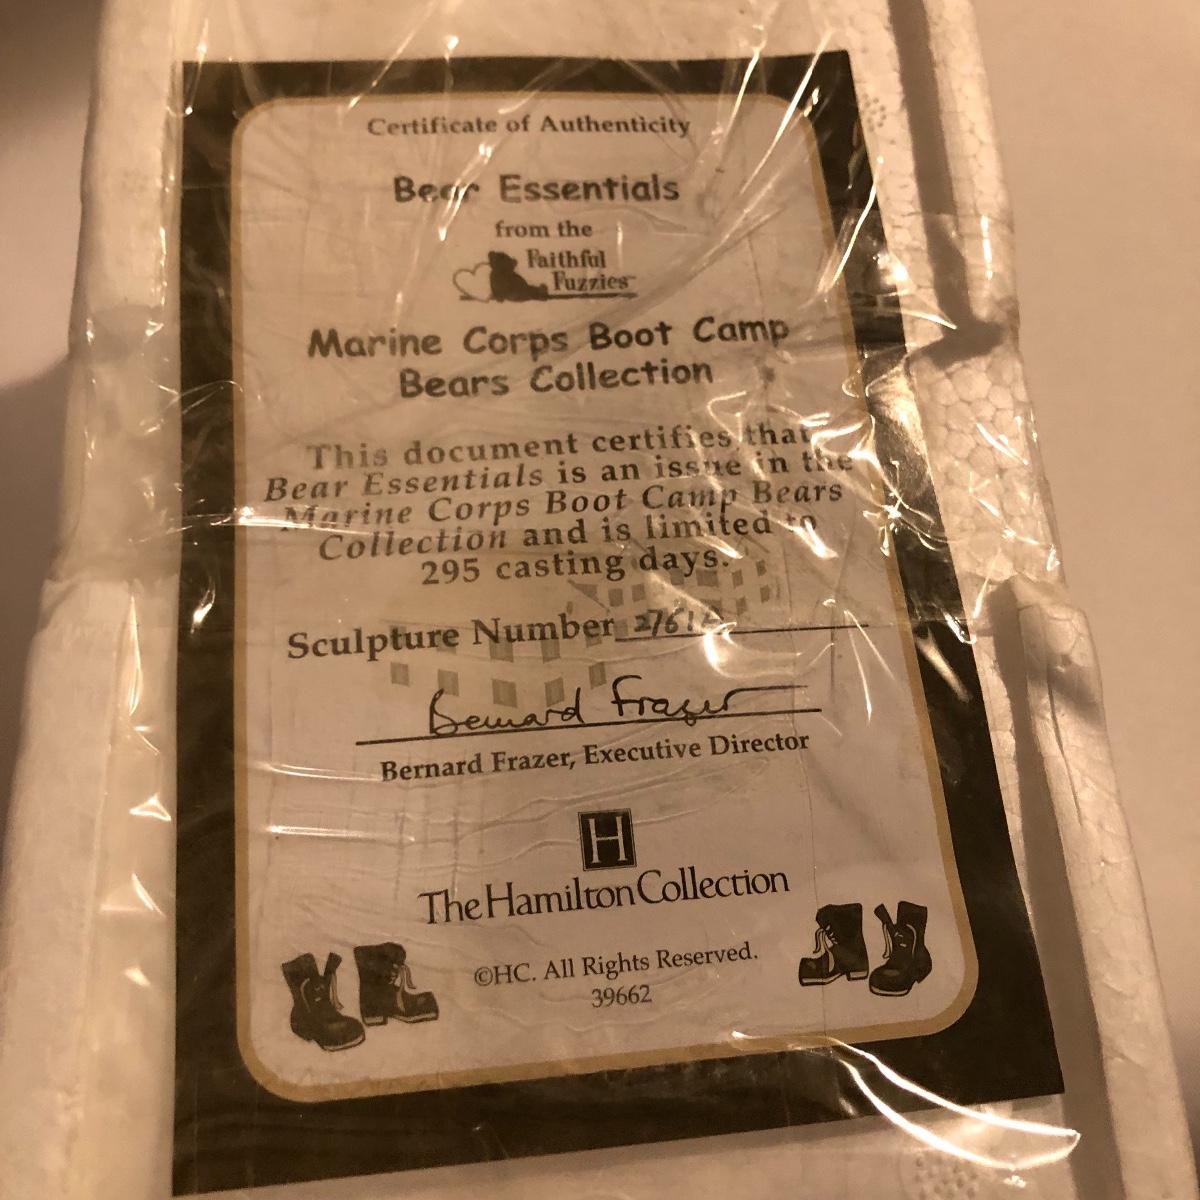 Certificate of Authenticity
Bear Essentials
from the
Faithful
Fuzzies
Marine Corps Boot Camp
Bears Collection
This document certifies that
Bear Essentials is an issue in the
Marine Corps Boot Camp Bears
Collection and is limited to
295 casting days.
Sculpture Number
Bernard Frazer
Bernard Frazer, Executive Director
H
The Hamilton Collection
©HC. All Rights Reserved.
39662